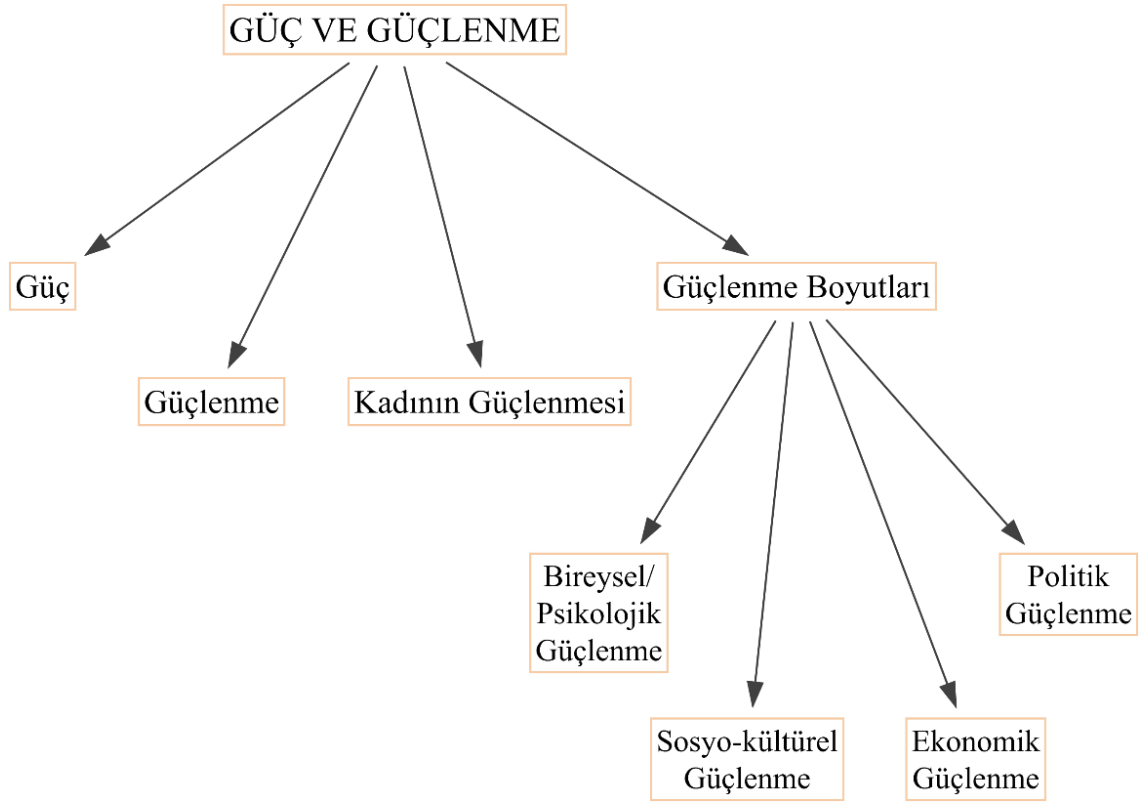 GÜÇ VE GÜÇLENME
Güç
Güçlenme Boyutları
Güçlenme
Kadının Güçlenmesi
Bireysel/
Psikolojik
Güçlenme
Politik
Güçlenme
Sosyo-kültürel
Güçlenme
Ekonomik
Güçlenme